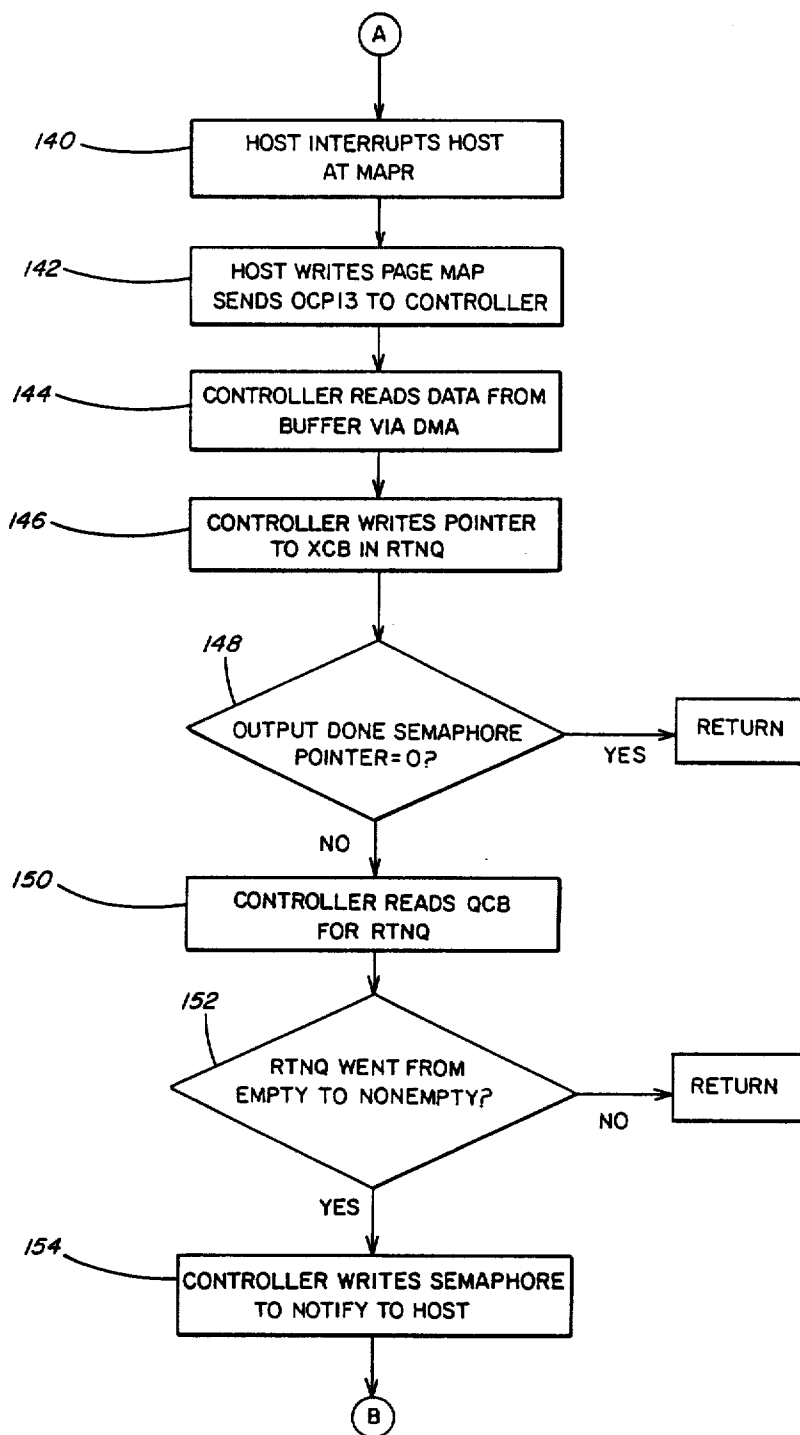 A
140
HOST INTERRUPTS HOST
AT MAPR
142
HOST WRITES PAGE MAP
SENDS OCP13 TO CONTROLLER
144
CONTROLLER READS DATA FROM
BUFFER VIA DMA
146
CONTROLLER WRITES POINTER
TO XCB IN RTNQ
148
OUTPUT DONE SEMAPHORE
POINTER=0?
YES
RETURN
NO
150
CONTROLLER READS QCB
FOR RTNQ
152
RTNQ WENT FROM
EMPTY TO NONEMPTY?
NO
RETURN
YES
154
CONTROLLER WRITES SEMAPHORE
TO NOTIFY TO HOST
B